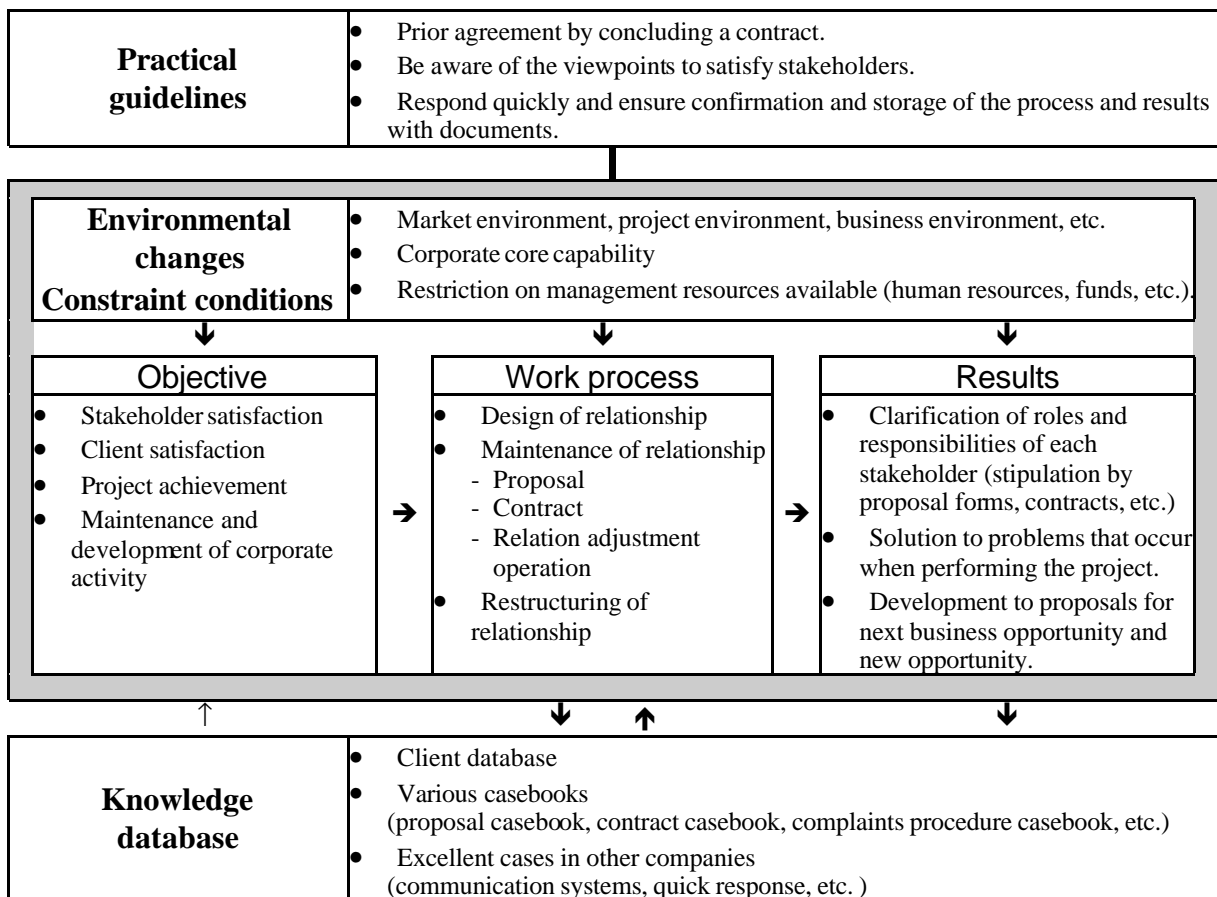 Practical
guidelines
● Prior agreement by concluding a contract.
● Be aware of the viewpoints to satisfy stakeholders.
● Respond quickly and ensure confirmation and storage of the process and results
with documents.
Environmental
changes
Constraint conditions
● Market environment, project environment, business environment, etc.
● Corporate core capability
● Restriction on management resources available (human resources, funds, etc.).
Objective
● Stakeholder satisfaction
● Client satisfaction
● Project achievement
● Maintenance and
development of corporate
activity
Work process
● Design of relationship
● Maintenance of relationship
- Proposal
- Contract
- Relation adjustment
operation
● Restructuring of
relationship
Results
● Clarification of roles and
responsibilities of each
stakeholder (stipulation by
proposal forms, contracts, etc.)
● Solution to problems that occur
when performing the project.
● Development to proposals for
next business opportunity and
new opportunity.
Knowledge
database
● Client database
● Various casebooks
(proposal casebook, contract casebook, complaints procedure casebook, etc.)
● Excellent cases in other companies
(communication systems, quick response, etc. )